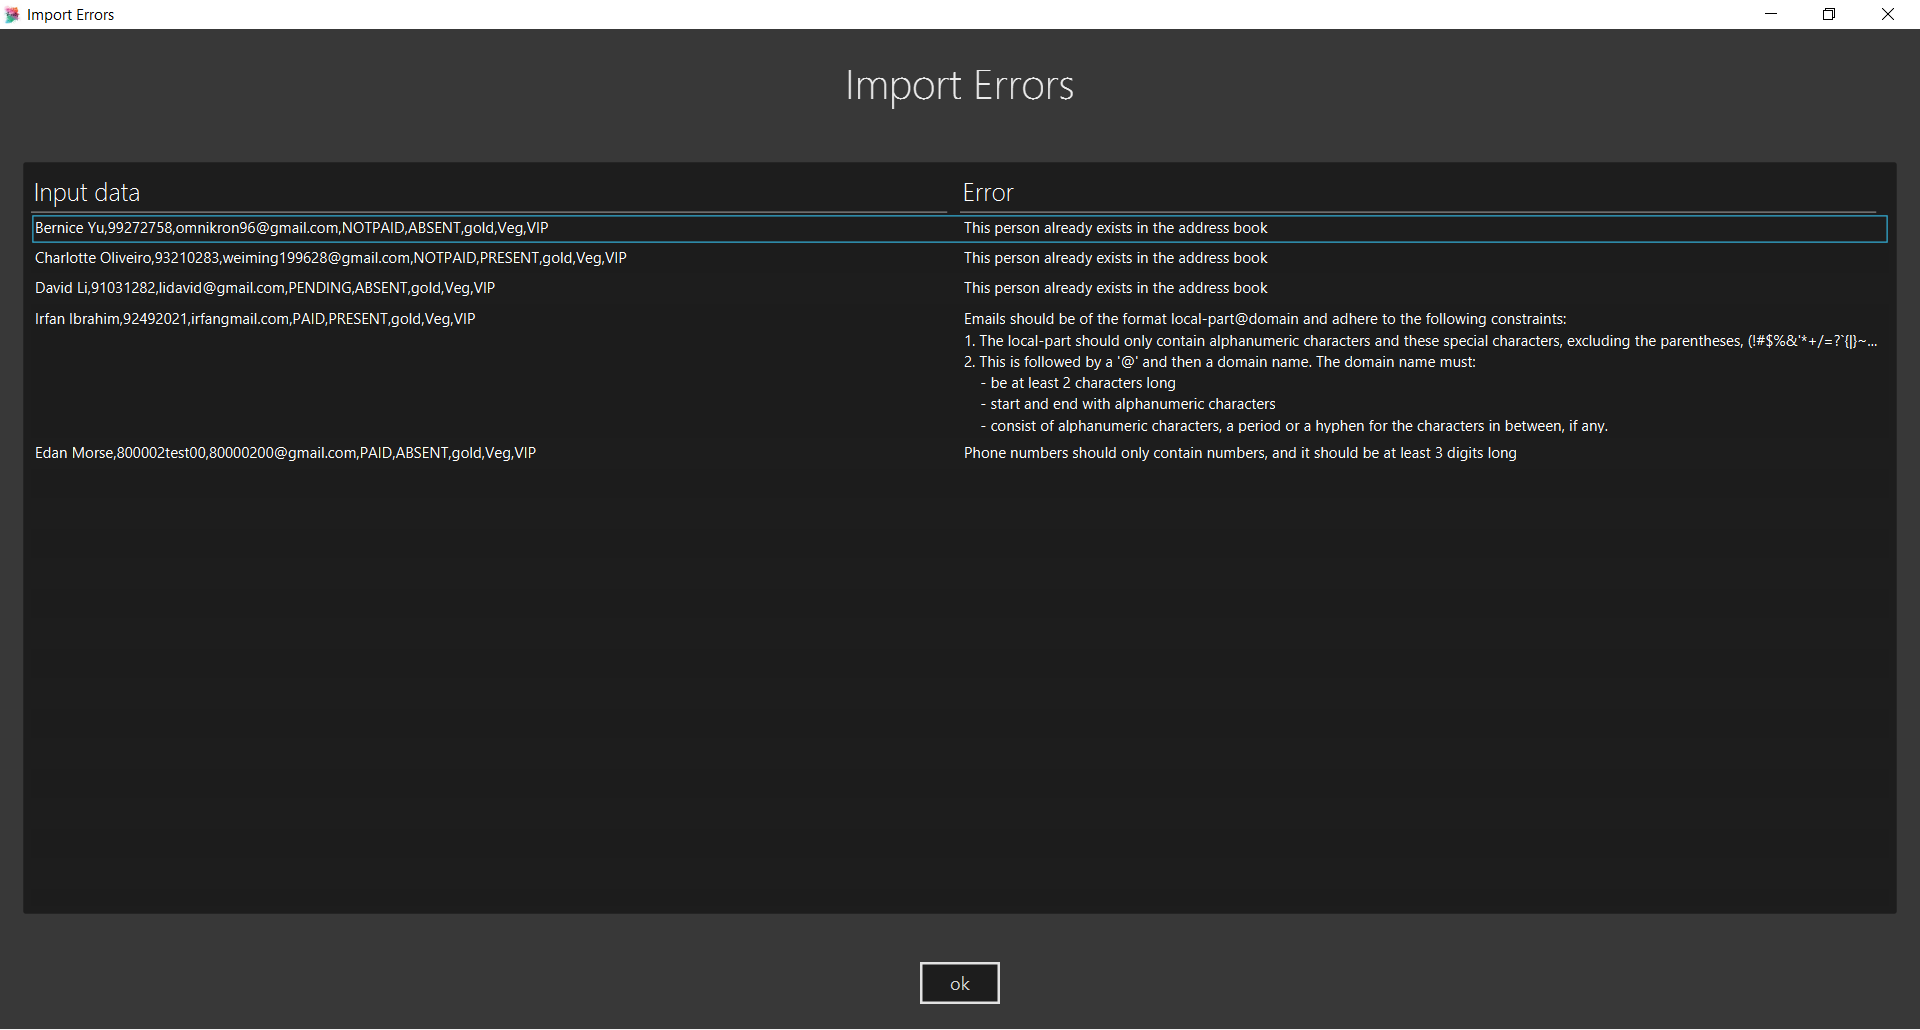 Import Errors
Import Errors
Input data Error
Bernice Yu,99272758,omnikron96@gmail.com,NOTPAID,ABSENT,gold,Veg,VIP This person already exists in the address book
Charlotte Oliveiro,93210283,weiming199628@gmail.com,NOTPAID,PRESENT,gold,Veg,VIP This person already exists in the address book
David Li,91031282,lidavid@gmail.com,PENDING,ABSENT,gold,Veg,VIP This person already exists in the address book
Irfan Ibrahim,92492021,irfangmail.com,PAID,PRESENT,gold,Veg,VIP Emails should be of the format local-part@domain and adhere to the following constraints:
1. The local-part should only contain alphanumeric characters and these special characters, excluding the parentheses, (!#$%&'*+/=?`{|}~...
2. This is followed by a '@' and then a domain name. The domain name must:
- be at least 2 characters long
- start and end with alphanumeric characters
- consist of alphanumeric characters, a period or a hyphen for the characters in between, if any.
Edan Morse,800002test00,80000200@gmail.com,PAID,ABSENT,gold,Veg,VIP Phone numbers should only contain numbers, and it should be at least 3 digits long
ok